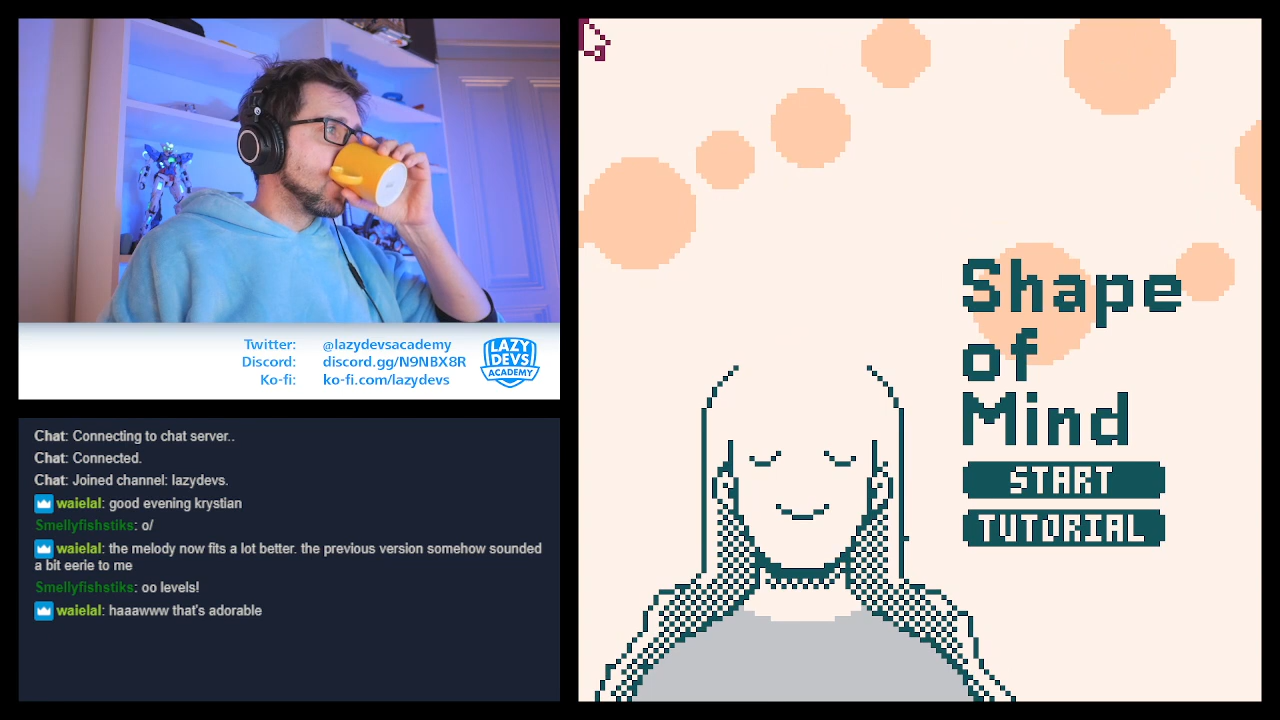 Twitter: @lazydevsacademy
Discord: discord.gg/N9NBX8R
Ko-fi: ko-fi.com/lazydevs
LAZY
DEVS
ACADEMY
Chat: Connecting to chat server..
Chat: Connected.
Chat: Joined channel: lazydevs.
waielal: good evening krystian
Smellyfishstiks: o/
waielal: the melody now fits a lot better. the previous version somehow sounded
a bit eerie to me
Smellyfishstiks: oo levels!
waielal: haaawww that's adorable
Shape
of
Mind
START
TUTORIAL